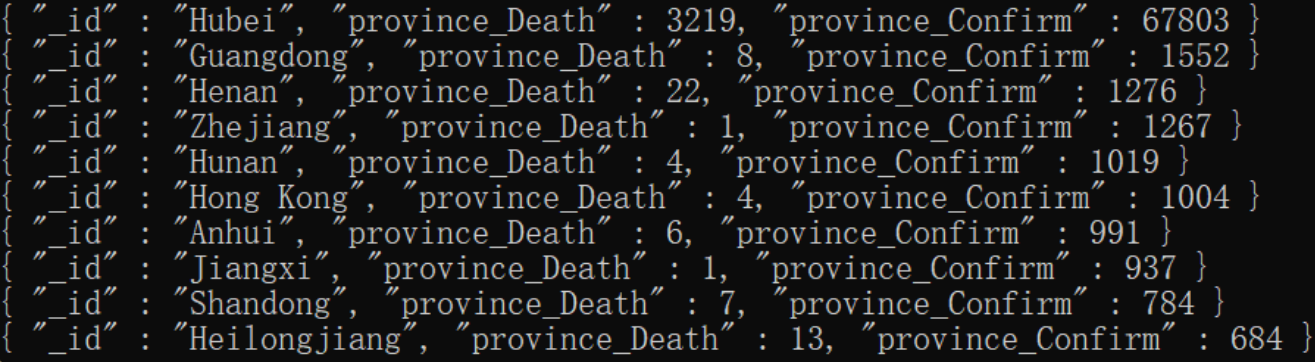 { "_id" : "Hubei", "province_Death" : 3219, "province_Confirm" : 67803 }
{ "_id" : "Guangdong", "province_Death" : 8, "province_Confirm" : 1552 }
{ "_id" : "Henan", "province_Death" : 22, "province_Confirm" : 1276 }
{ "_id" : "Zhejiang", "province_Death" : 1, "province_Confirm" : 1267 }
{ "_id" : "Hunan", "province_Death" : 4, "province_Confirm" : 1019 }
{ "_id" : "Hong Kong", "province_Death" : 4, "province_Confirm" : 1004 }
{ "_id" : "Anhui", "province_Death" : 6, "province_Confirm" : 991 }
{ "_id" : "Jiangxi", "province_Death" : 1, "province_Confirm" : 937 }
{ "_id" : "Shandong", "province_Death" : 7, "province_Confirm" : 784 }
{ "_id" : "Heilongjiang", "province_Death" : 13, "province_Confirm" : 684 }